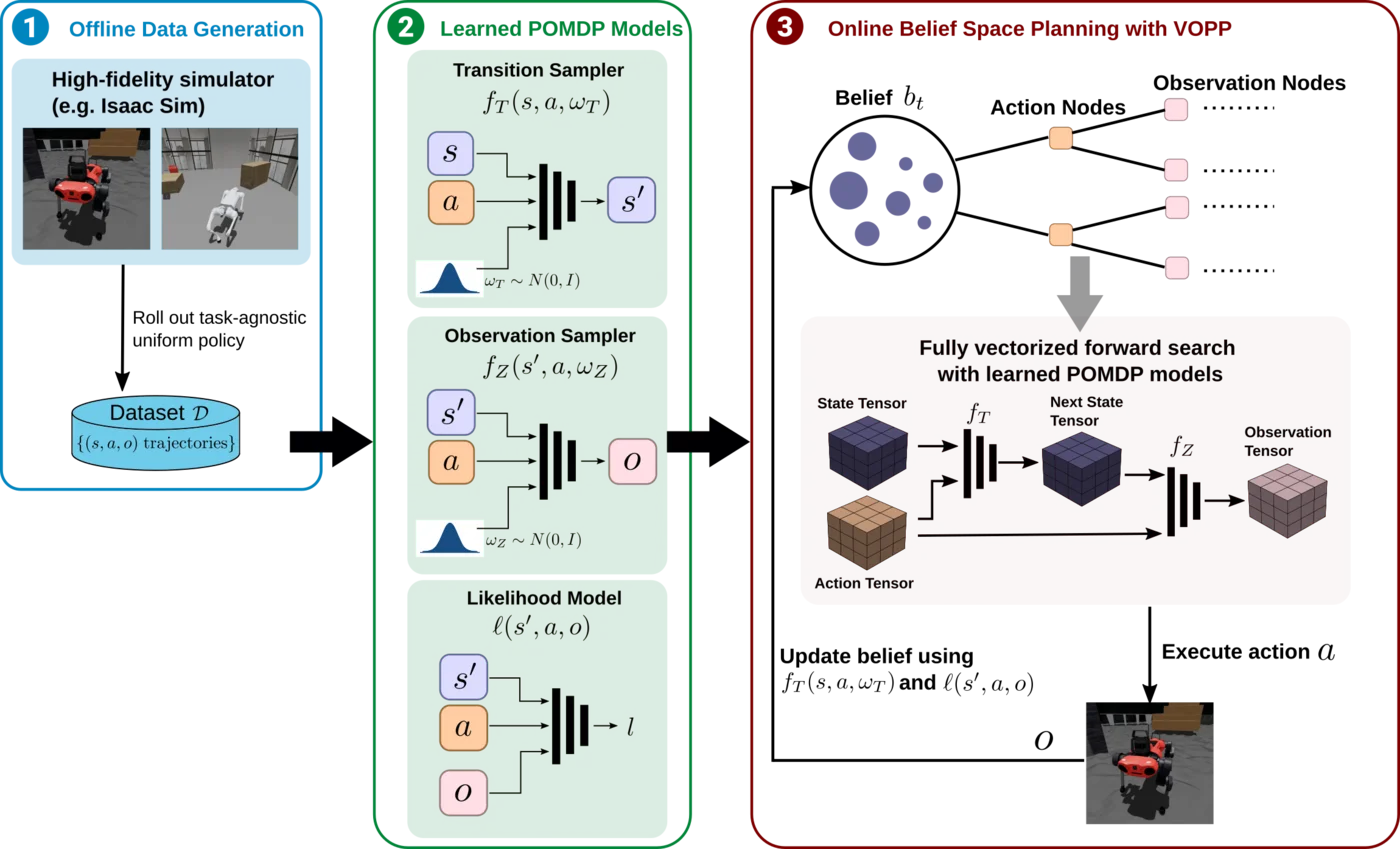 1 Offline Data Generation
High-fidelity simulator
(e.g. Isaac Sim)
Roll out task-agnostic
uniform policy
Dataset 𝒟
{(s, a, o) trajectories}
2 Learned POMDP Models
Transition Sampler
f_T(s, a, ω_T)
s
a
s′
ω_T ∼ N(0, I)
Observation Sampler
f_Z(s′, a, ω_Z)
s′
a
o
ω_Z ∼ N(0, I)
Likelihood Model
ℓ(s′, a, o)
s′
a
l
o
3 Online Belief Space Planning with VOPP
Belief b_t
Action Nodes
Observation Nodes
Fully vectorized forward search
with learned POMDP models
State Tensor
f_T
Next State
Tensor
f_Z
Observation
Tensor
Action Tensor
Update belief using
f_T(s, a, ω_T) and ℓ(s′, a, o)
Execute action a
o